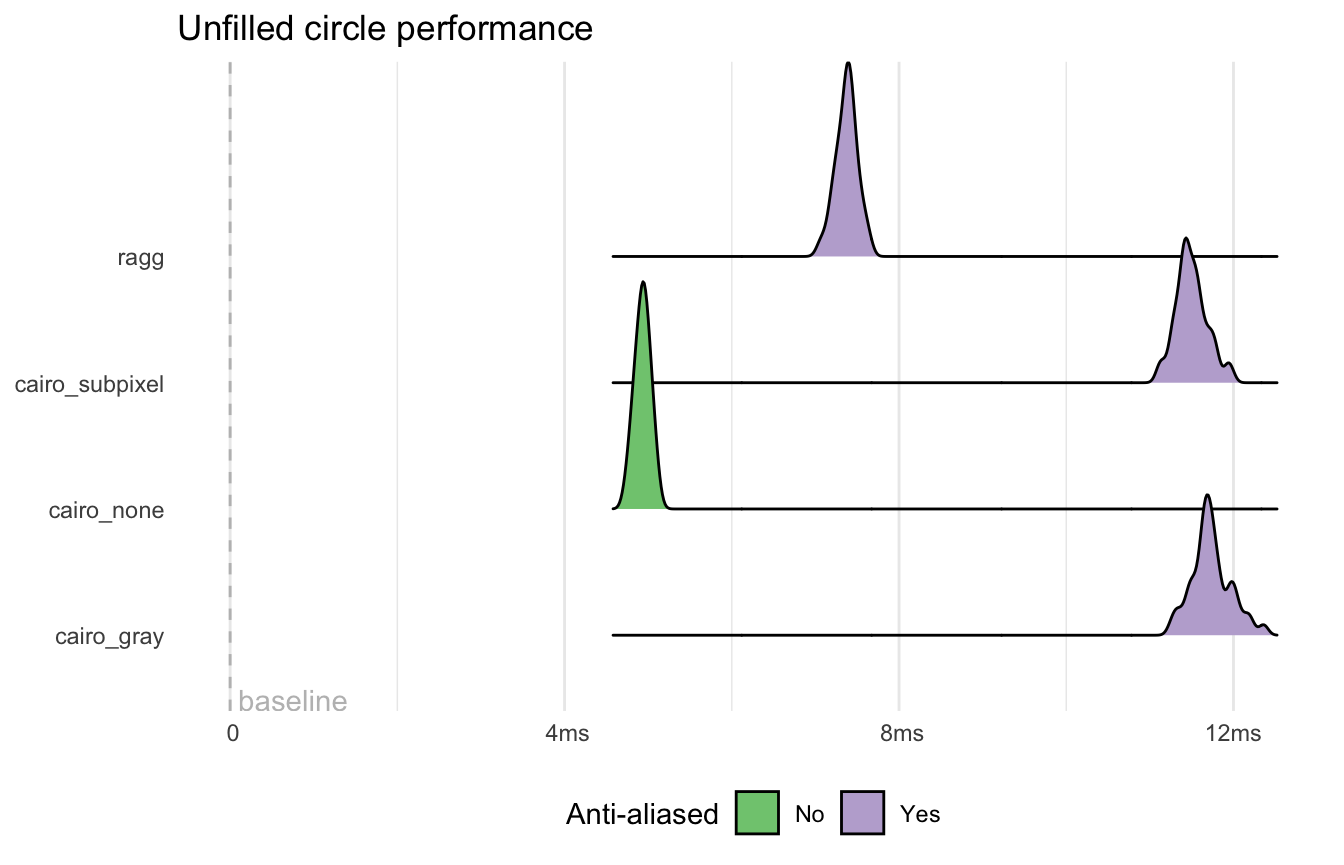 Unfilled circle performance
ragg
cairo_subpixel
cairo_none
cairo_gray
baseline
0 4ms 8ms 12ms
Anti-aliased No Yes